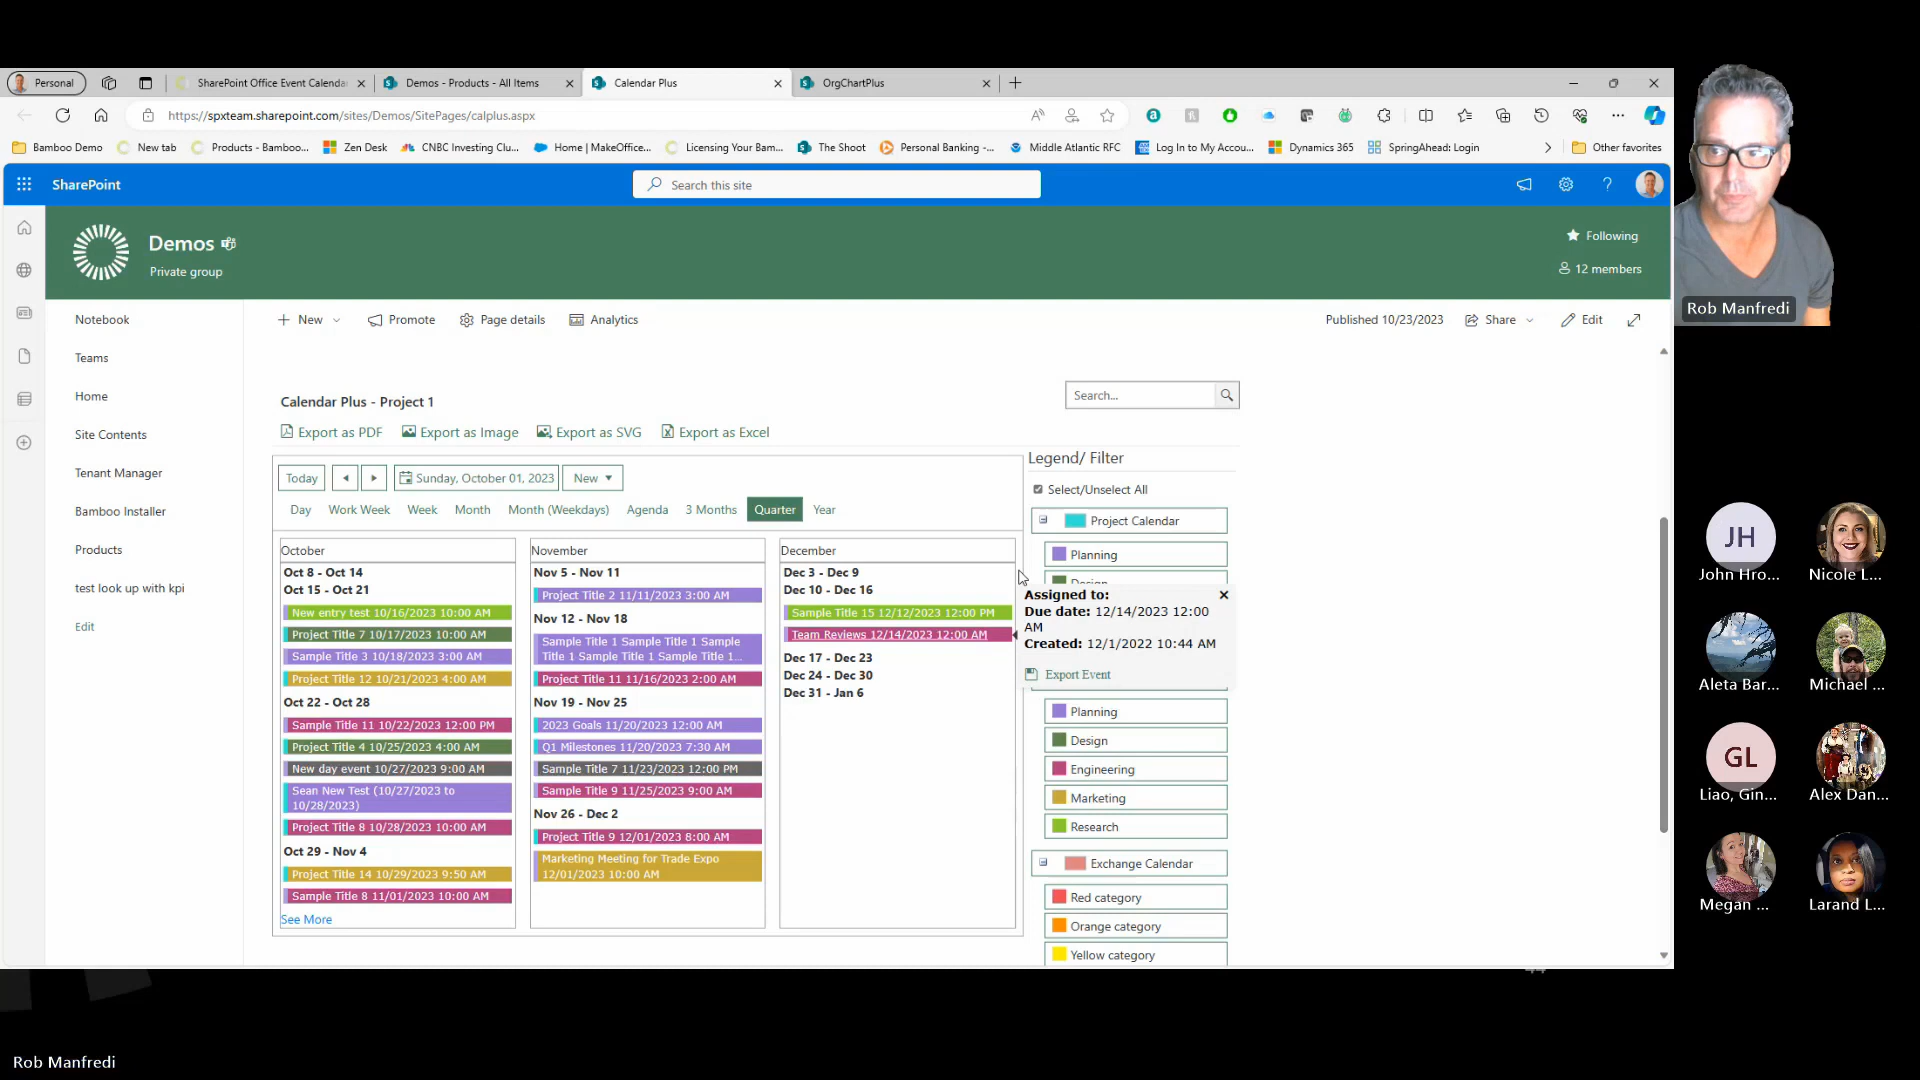 Personal
SharePoint Office Event Calenda
Demos - Products - All Items
Calendar Plus
OrgChartPlus
https://spxteam.sharepoint.com/sites/Demos/SitePages/calplus.aspx
Bamboo Demo
New tab
Products - Bamboo...
Zen Desk
CNBC Investing Clu...
Home | MakeOffice...
Licensing Your Bam...
The Shoot
Personal Banking -...
Middle Atlantic RFC
Log In to My Accou...
Dynamics 365
SpringAhead: Login
Other favorites
SharePoint
Search this site
Demos
Private group
Following
12 members
Notebook
Teams
Home
Site Contents
Tenant Manager
Bamboo Installer
Products
test look up with kpi
Edit
New
Promote
Page details
Analytics
Published 10/23/2023
Share
Edit
Calendar Plus - Project 1
Search...
Export as PDF
Export as Image
Export as SVG
Export as Excel
Today
Sunday, October 01, 2023
New
Day
Work Week
Week
Month
Month (Weekdays)
Agenda
3 Months
Quarter
Year
October
Oct 8 - Oct 14
Oct 15 - Oct 21
New entry test 10/16/2023 10:00 AM
Project Title 7 10/17/2023 10:00 AM
Sample Title 3 10/18/2023 3:00 AM
Project Title 12 10/21/2023 4:00 AM
Oct 22 - Oct 28
Sample Title 11 10/22/2023 12:00 PM
Project Title 4 10/25/2023 4:00 AM
New day event 10/27/2023 9:00 AM
Sean New Test (10/27/2023 to
10/28/2023)
Project Title 8 10/28/2023 10:00 AM
Oct 29 - Nov 4
Project Title 14 10/29/2023 9:50 AM
Sample Title 8 11/01/2023 10:00 AM
See More
November
Nov 5 - Nov 11
Project Title 2 11/11/2023 3:00 AM
Nov 12 - Nov 18
Sample Title 1 Sample Title 1 Sample
Title 1 Sample Title 1 Sample Title 1...
Project Title 11 11/16/2023 2:00 AM
Nov 19 - Nov 25
2023 Goals 11/20/2023 12:00 AM
Q1 Milestones 11/20/2023 7:30 AM
Sample Title 7 11/23/2023 12:00 PM
Sample Title 9 11/25/2023 9:00 AM
Nov 26 - Dec 2
Project Title 9 12/01/2023 8:00 AM
Marketing Meeting for Trade Expo
12/01/2023 10:00 AM
December
Dec 3 - Dec 9
Dec 10 - Dec 16
Sample Title 15 12/12/2023 12:00 PM
Team Reviews 12/14/2023 12:00 AM
Dec 17 - Dec 23
Dec 24 - Dec 30
Dec 31 - Jan 6
Legend/ Filter
Select/Unselect All
Project Calendar
Planning
Design
Assigned to:
Due date: 12/14/2023 12:00
AM
Created: 12/1/2022 10:44 AM
Export Event
Planning
Design
Engineering
Marketing
Research
Exchange Calendar
Red category
Orange category
Yellow category
Rob Manfredi
JH
John Hro...
Nicole L...
Aleta Bar...
Michael ...
GL
Liao, Gin...
Alex Dan...
Megan ...
Larand L...
44
Rob Manfredi